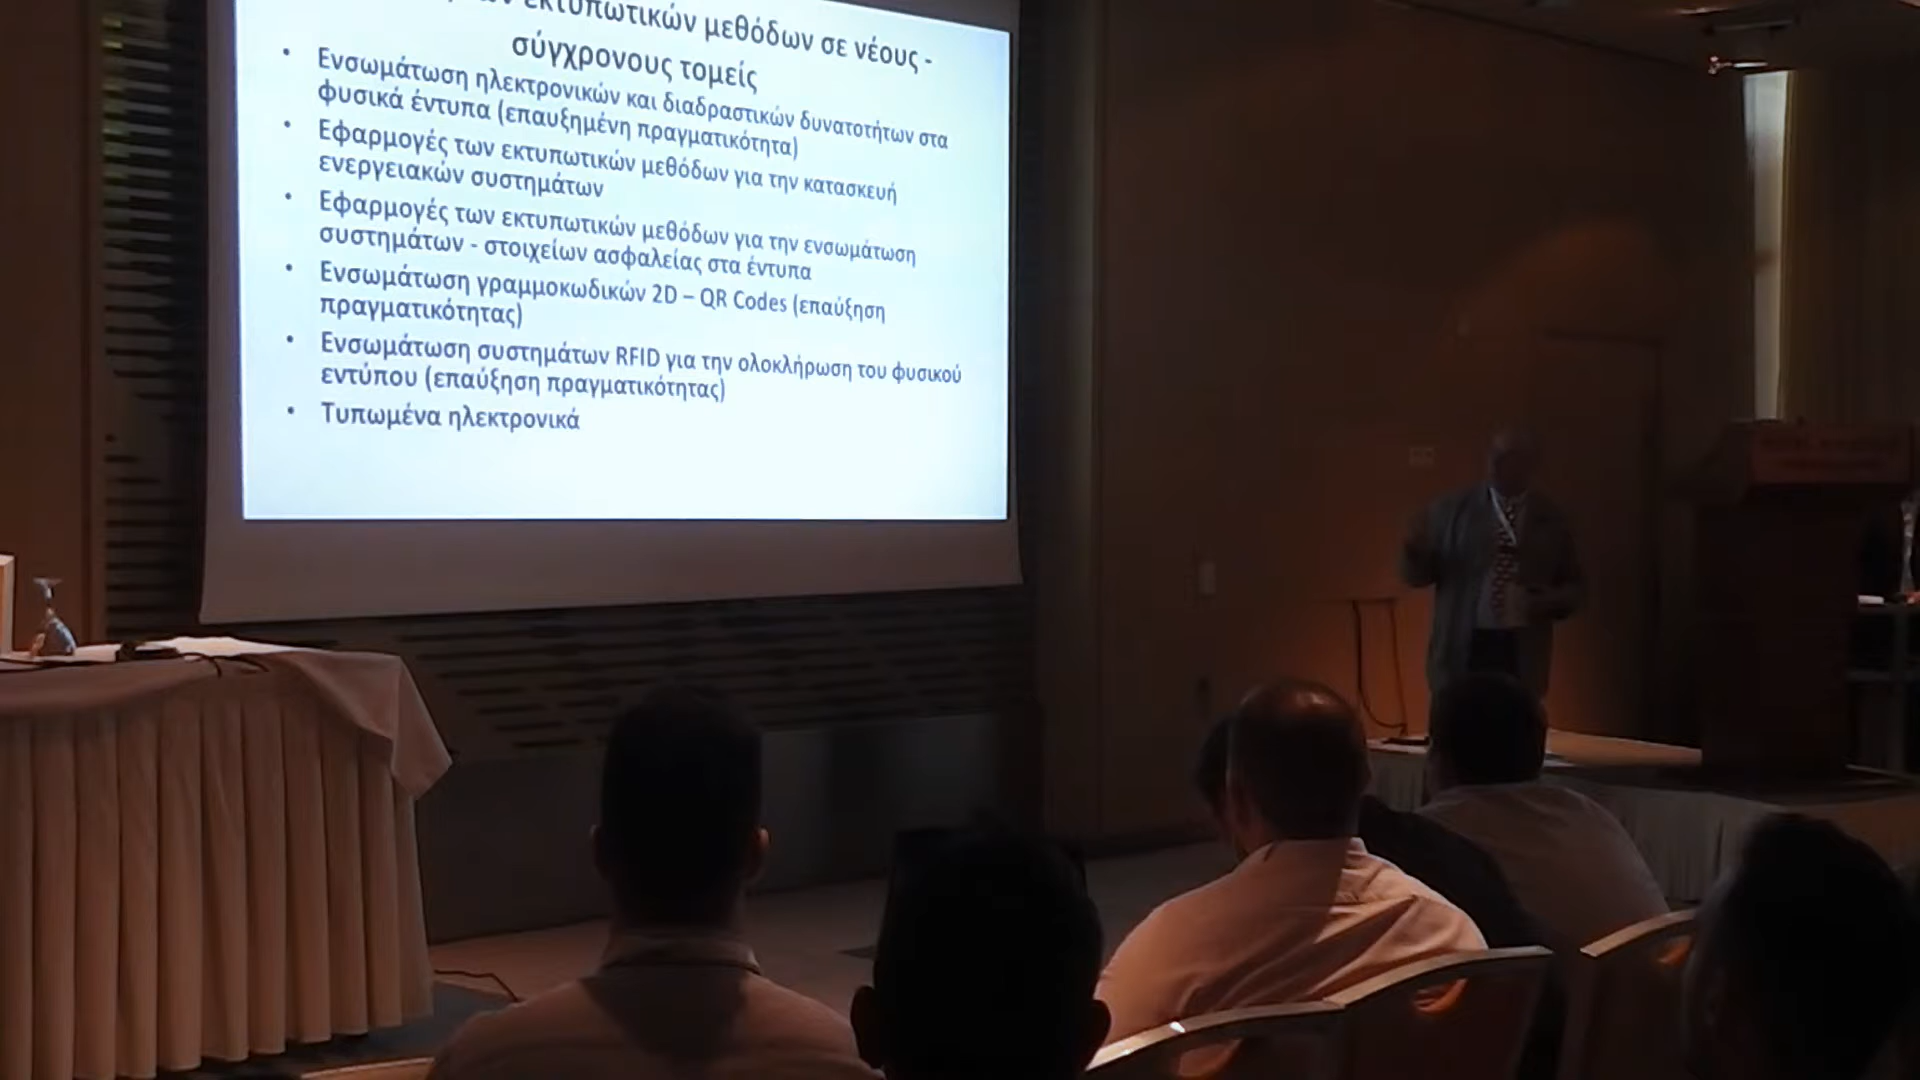 εκτυπωτικών μεθόδων σε νέους -
σύγχρονους τομείς
• Ενσωμάτωση ηλεκτρονικών και διαδραστικών δυνατοτήτων στα
φυσικά έντυπα (επαυξημένη πραγματικότητα)
• Εφαρμογές των εκτυπωτικών μεθόδων για την κατασκευή
ενεργειακών συστημάτων
• Εφαρμογές των εκτυπωτικών μεθόδων για την ενσωμάτωση
συστημάτων - στοιχείων ασφαλείας στα έντυπα
• Ενσωμάτωση γραμμοκωδικών 2D – QR Codes (επαύξηση
πραγματικότητας)
• Ενσωμάτωση συστημάτων RFID για την ολοκλήρωση του φυσικού
εντύπου (επαύξηση πραγματικότητας)
• Τυπωμένα ηλεκτρονικά